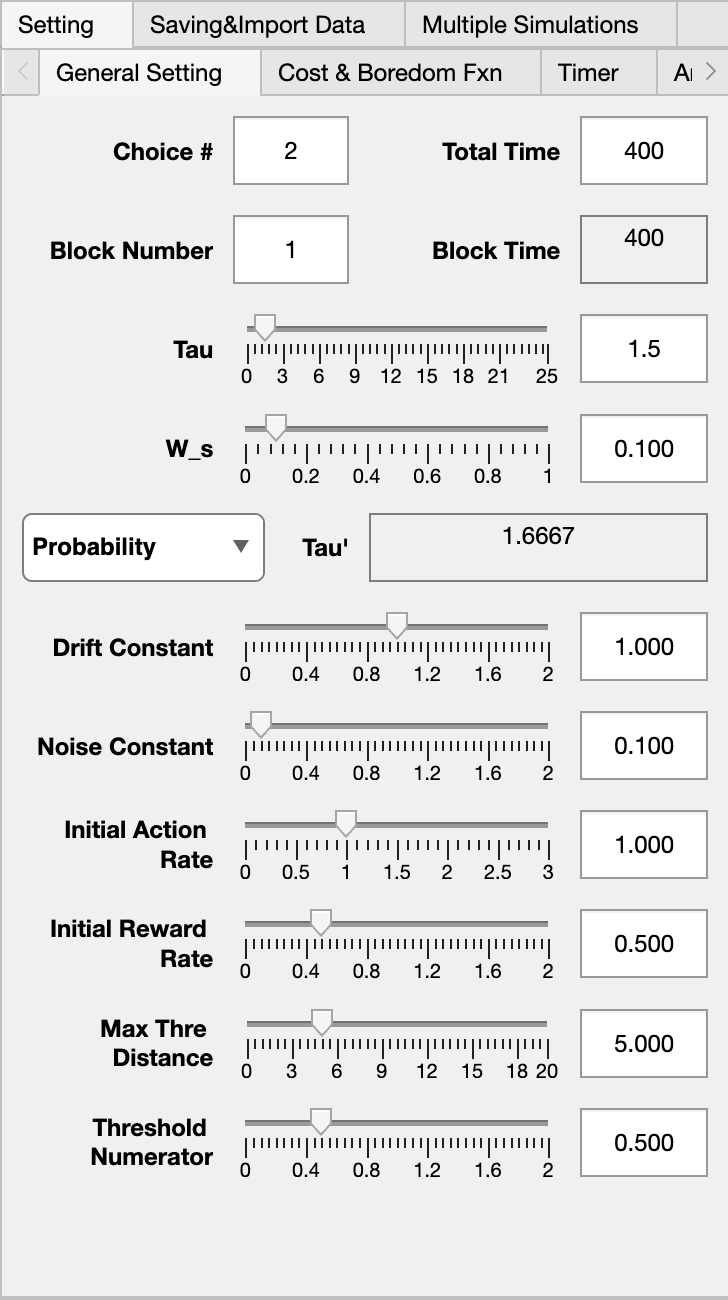 Setting Saving&Import Data Multiple Simulations
General Setting Cost & Boredom Fxn Timer
Choice # 2 Total Time 400
Block Number 1 Block Time 400
Tau 1.5
0 3 6 9 12 15 18 21 25
W_s 0.100
0 0.2 0.4 0.6 0.8 1
Probability Tau' 1.6667
Drift Constant 1.000
0 0.4 0.8 1.2 1.6 2
Noise Constant 0.100
0 0.4 0.8 1.2 1.6 2
Initial Action
Rate 1.000
0 0.5 1 1.5 2 2.5 3
Initial Reward
Rate 0.500
0 0.4 0.8 1.2 1.6 2
Max Thre
Distance 5.000
0 3 6 9 12 15 18 20
Threshold
Numerator 0.500
0 0.4 0.8 1.2 1.6 2